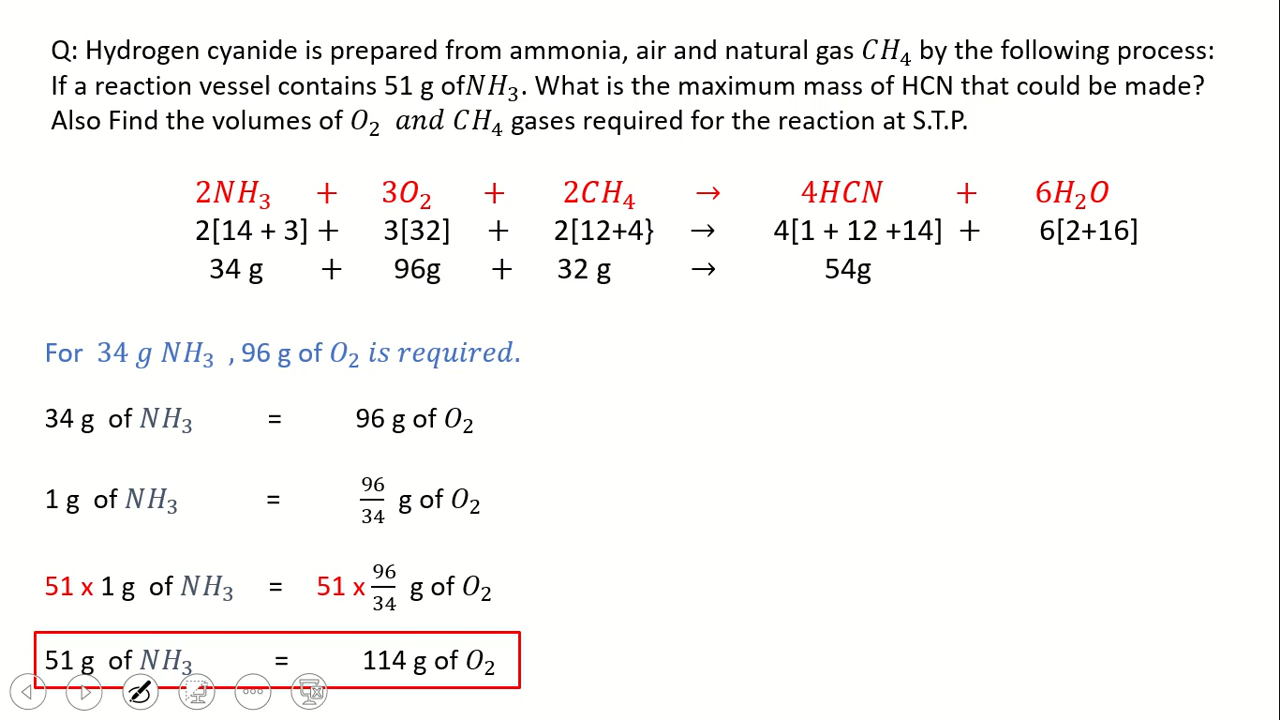 Q: Hydrogen cyanide is prepared from ammonia, air and natural gas CH₄ by the following process:
If a reaction vessel contains 51 g ofNH₃. What is the maximum mass of HCN that could be made?
Also Find the volumes of O₂ and CH₄ gases required for the reaction at S.T.P.
2NH₃ + 3O₂ + 2CH₄ → 4HCN + 6H₂O
2[14 + 3] + 3[32] + 2[12+4} → 4[1 + 12 +14] + 6[2+16]
34 g + 96g + 32 g → 54g
For 34 g NH₃ , 96 g of O₂ is required.
34 g of NH₃ = 96 g of O₂
1 g of NH₃ = 96/34 g of O₂
51 x 1 g of NH₃ = 51 x 96/34 g of O₂
51 g of NH₃ = 114 g of O₂